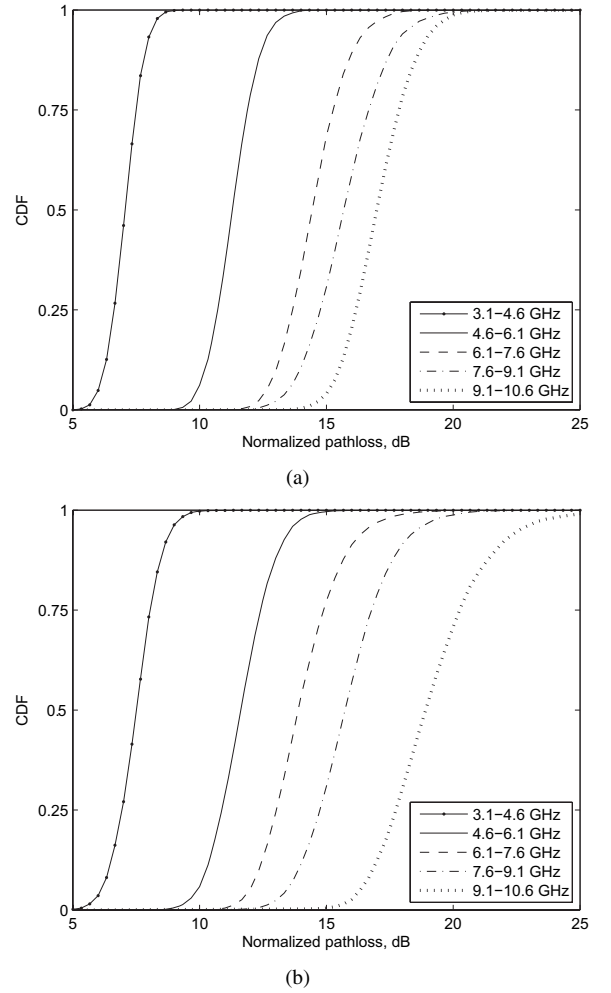 1
0.75
CDF
0.5
0.25
0
5
10
15
20
25
Normalized pathloss, dB
3.1−4.6 GHz
4.6−6.1 GHz
6.1−7.6 GHz
7.6−9.1 GHz
9.1−10.6 GHz
(a)
1
0.75
CDF
0.5
0.25
0
5
10
15
20
25
Normalized pathloss, dB
3.1−4.6 GHz
4.6−6.1 GHz
6.1−7.6 GHz
7.6−9.1 GHz
9.1−10.6 GHz
(b)